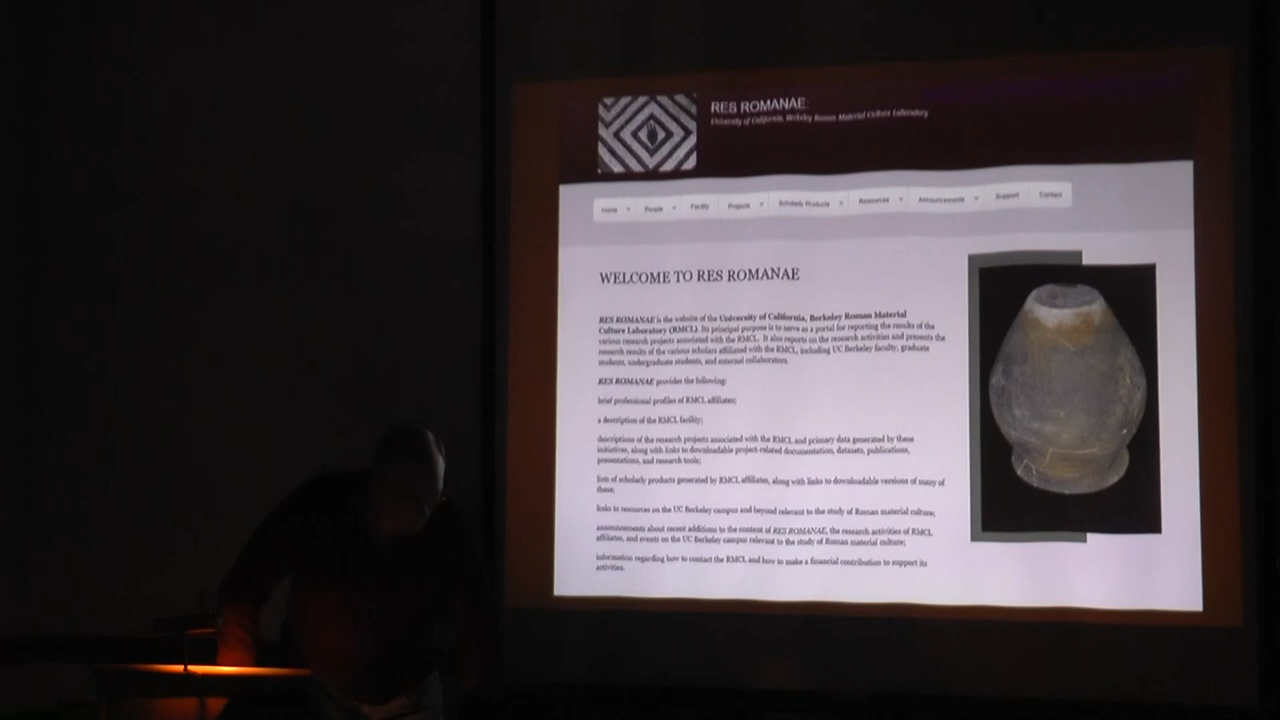 RES ROMANAE:
University of California, Berkeley Roman Material Culture Laboratory
Home People Facility Projects Scholarly Products Resources Announcements Support Contact
WELCOME TO RES ROMANAE
RES ROMANAE is the website of the University of California, Berkeley Roman Material
Culture Laboratory (RMCL). Its principal purpose is to serve as a portal for reporting the results of the
various research projects associated with the RMCL. It also reports on the research activities and presents the
research results of the various scholars affiliated with the RMCL, including UC Berkeley faculty, graduate
students, undergraduate students, and external collaborators.
RES ROMANAE provides the following:
brief professional profiles of RMCL affiliates;
a description of the RMCL facility;
descriptions of the research projects associated with the RMCL and primary data generated by these
initiatives, along with links to downloadable project-related documentation, datasets, publications,
presentations, and research tools;
lists of scholarly products generated by RMCL affiliates, along with links to downloadable versions of many of
these;
links to resources on the UC Berkeley campus and beyond relevant to the study of Roman material culture;
announcements about recent additions to the content of RES ROMANAE, the research activities of RMCL
affiliates, and events on the UC Berkeley campus relevant to the study of Roman material culture;
information regarding how to contact the RMCL and how to make a financial contribution to support its
activities.